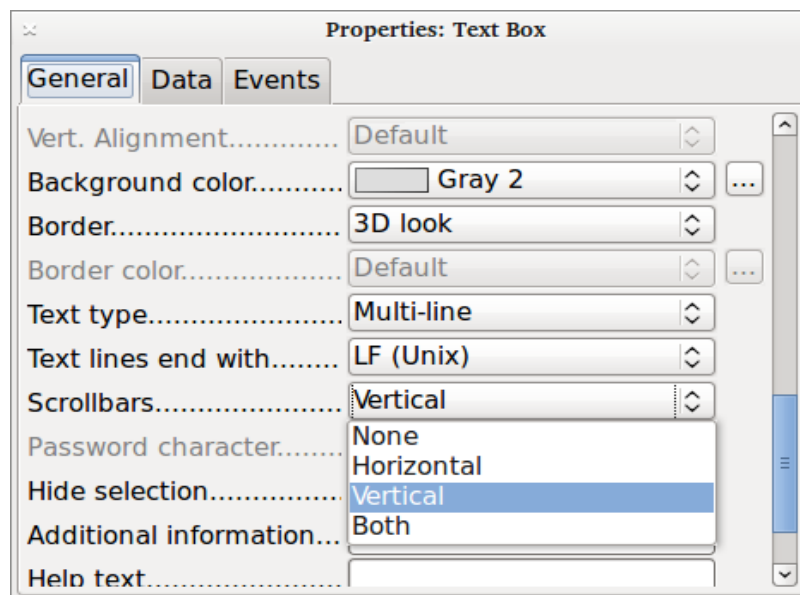 Properties: Text Box
General Data Events
Vert. Alignment............. Default
Background color.......... Gray 2 ...
Border.......................... 3D look
Border color.................. Default ...
Text type...................... Multi-line
Text lines end with........ LF (Unix)
Scrollbars..................... Vertical
Password character.......
None
Horizontal
Hide selection...............
Vertical
Additional information...
Both
Help text......................